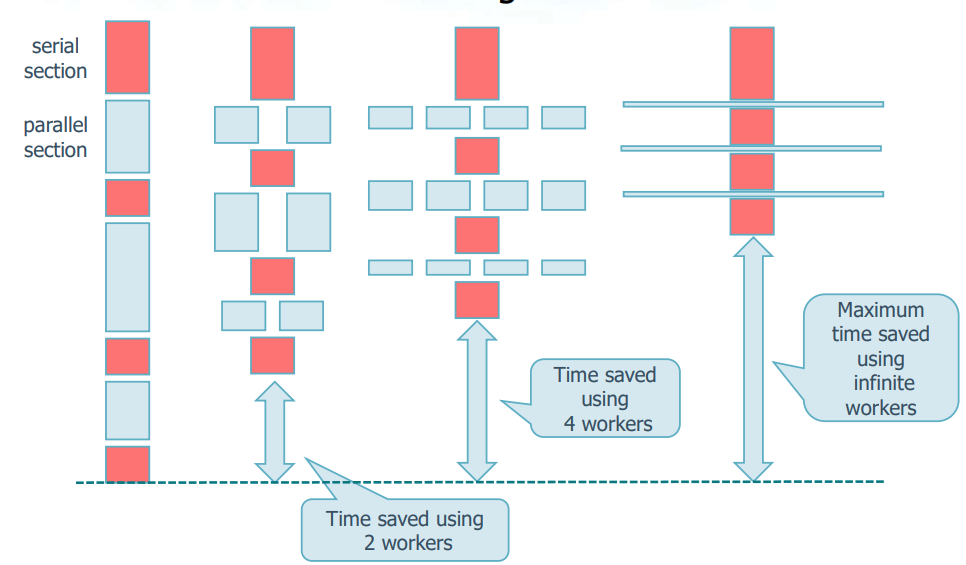 serial
section
parallel
section
Time saved
using
4 workers
Maximum
time saved
using
infinite
workers
Time saved using
2 workers